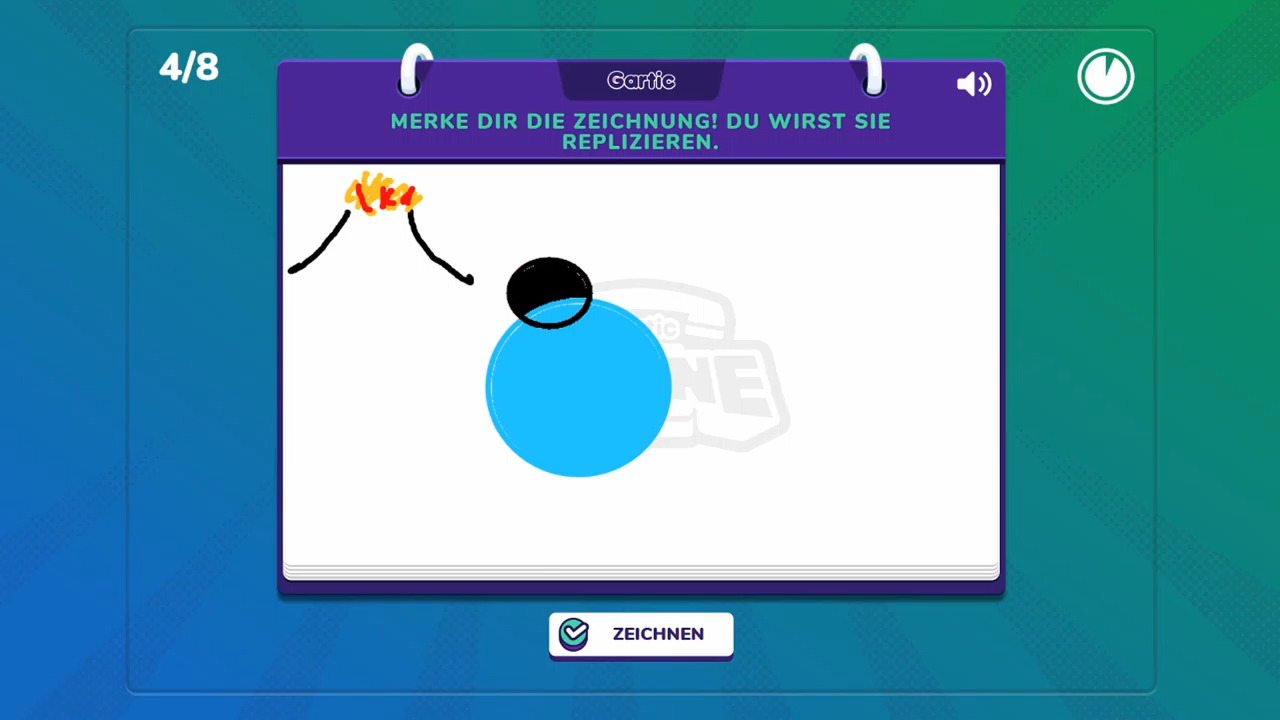 4/8
Gartic
MERKE DIR DIE ZEICHNUNG! DU WIRST SIE
REPLIZIEREN.
ZEICHNEN